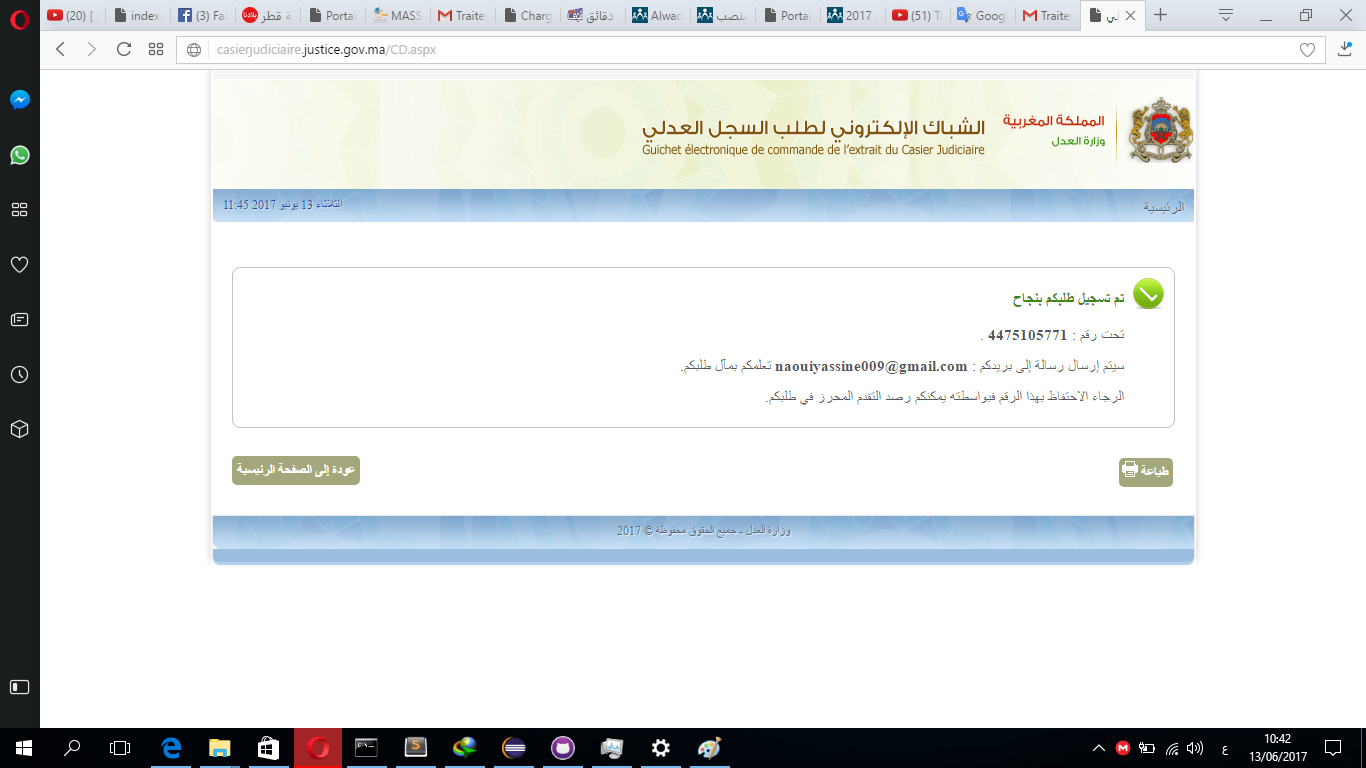 (20) [
index.
(3) Fac
قطر
Portai
MASS
Traite
Charg
دقائق
Alwad
منصب
Portai
2017
(51) T
Goog
Traite
casierjudiciaire.justice.gov.ma/CD.aspx
المملكة المغربية
وزارة العدل
الشباك الإلكتروني لطلب السجل العدلي
Guichet électronique de commande de l'extrait du Casier Judiciaire
الرئيسية
الثلاثاء 13 يونيو 2017 11:45
تم تسجيل طلبكم بنجاح
تحت رقم : 4475105771 .
سيتم إرسال رسالة إلى بريدكم : naouiyassine009@gmail.com تعلمكم بمآل طلبكم.
الرجاء الاحتفاظ بهذا الرقم فبواسطته يمكنكم رصد التقدم المحرز في طلبكم.
طباعة
عودة إلى الصفحة الرئيسية
وزارة العدل - جميع الحقوق محفوظة © 2017
ع
10:42
13/06/2017